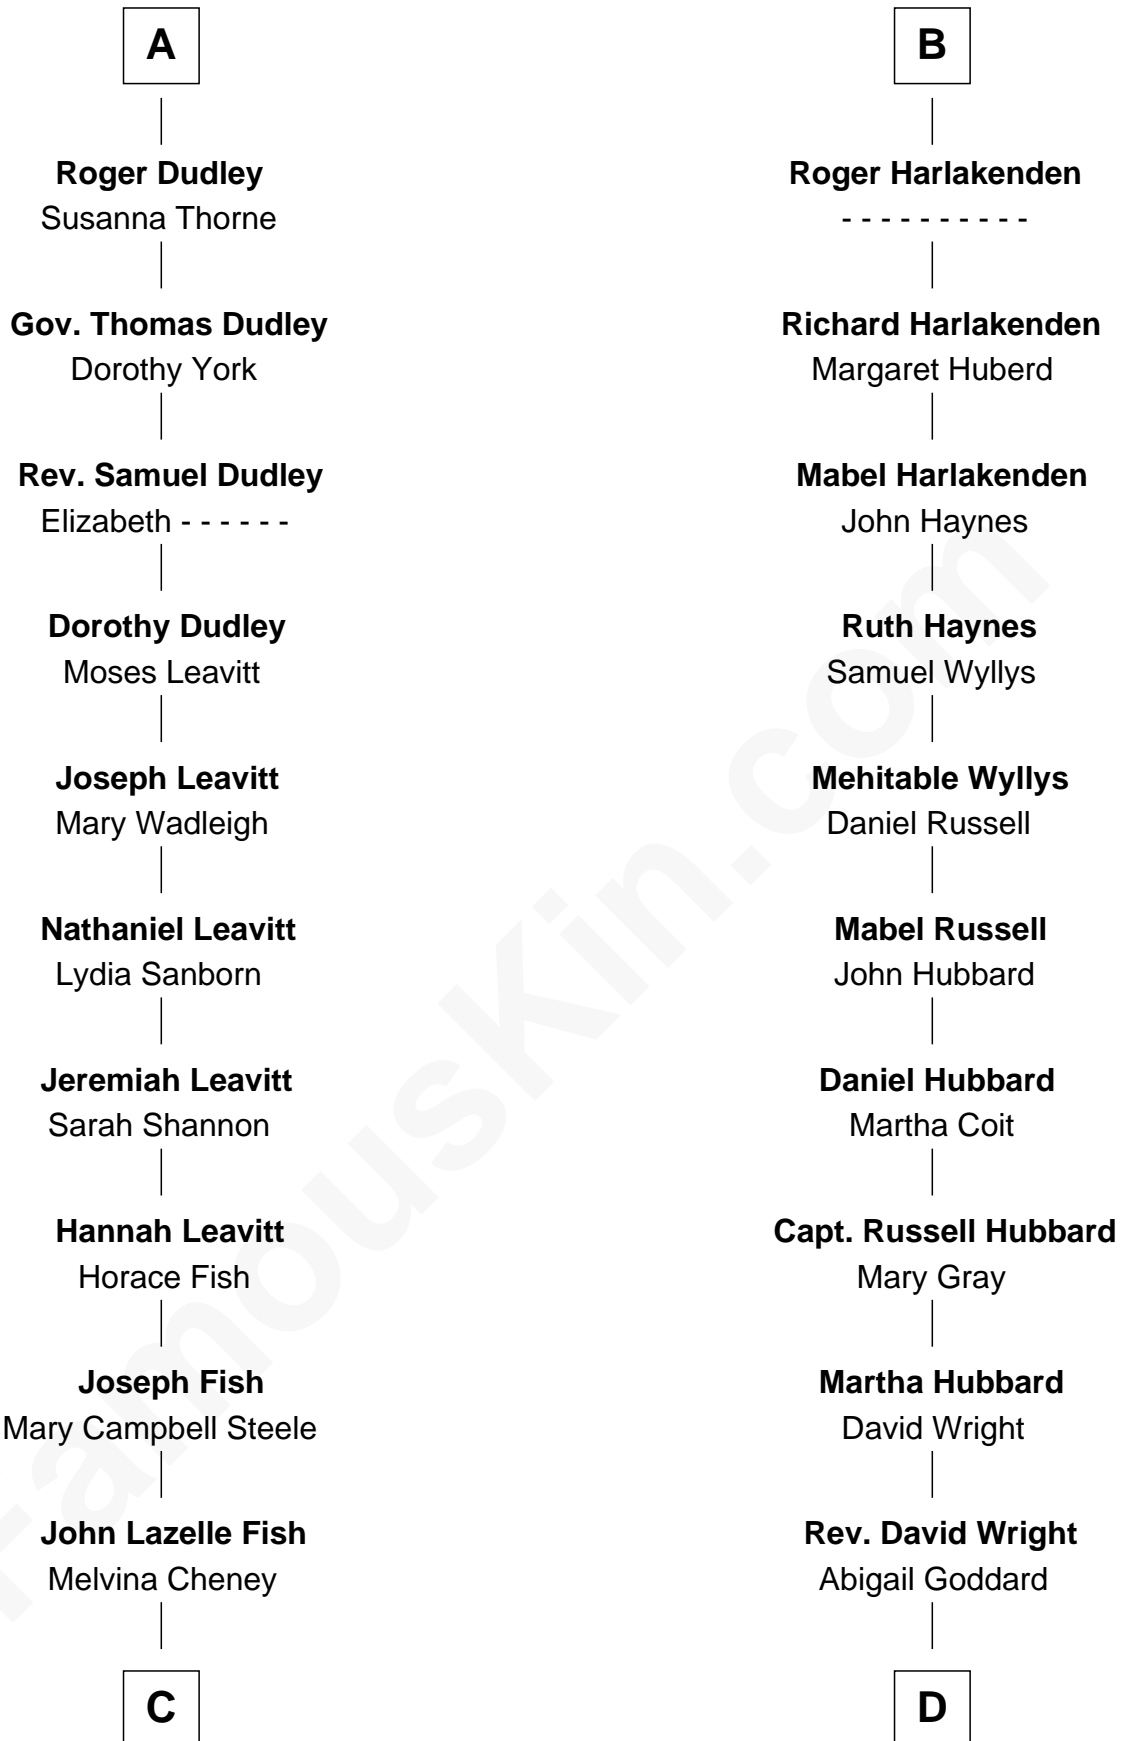 A
Roger Dudley
Susanna Thorne
Gov. Thomas Dudley
Dorothy York
Rev. Samuel Dudley
Elizabeth - - - - - -
Dorothy Dudley
Moses Leavitt
Joseph Leavitt
Mary Wadleigh
Nathaniel Leavitt
Lydia Sanborn
Jeremiah Leavitt
Sarah Shannon
Hannah Leavitt
Horace Fish
Joseph Fish
Mary Campbell Steele
John Lazelle Fish
Melvina Cheney
C
B
Roger Harlakenden
- - - - - - - - - -
Richard Harlakenden
Margaret Huberd
Mabel Harlakenden
John Haynes
Ruth Haynes
Samuel Wyllys
Mehitable Wyllys
Daniel Russell
Mabel Russell
John Hubbard
Daniel Hubbard
Martha Coit
Capt. Russell Hubbard
Mary Gray
Martha Hubbard
David Wright
Rev. David Wright
Abigail Goddard
D
FamousKin.com